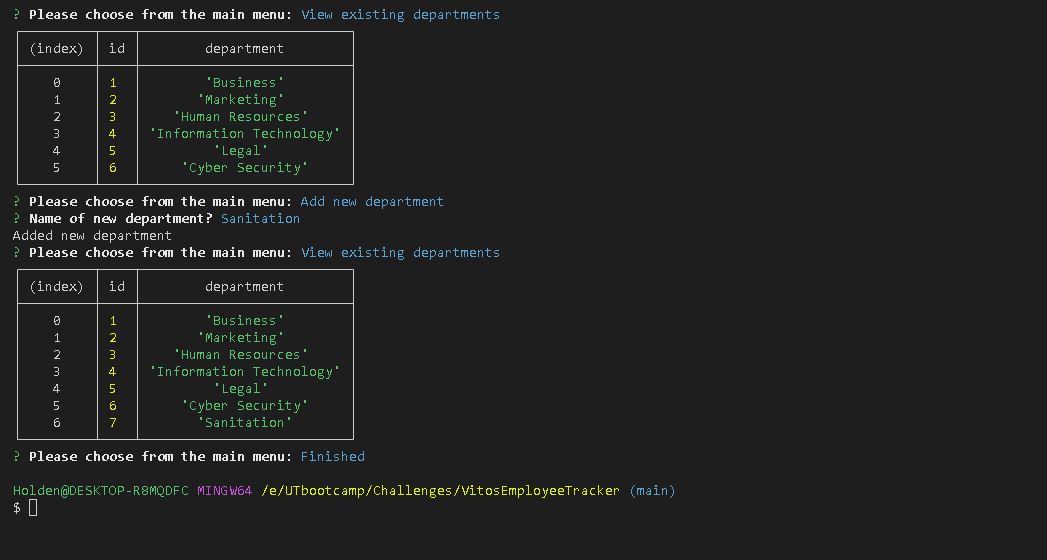 ? Please choose from the main menu: View existing departments
(index) id department
0 1 'Business'
1 2 'Marketing'
2 3 'Human Resources'
3 4 'Information Technology'
4 5 'Legal'
5 6 'Cyber Security'
? Please choose from the main menu: Add new department
? Name of new department? Sanitation
Added new department
? Please choose from the main menu: View existing departments
(index) id department
0 1 'Business'
1 2 'Marketing'
2 3 'Human Resources'
3 4 'Information Technology'
4 5 'Legal'
5 6 'Cyber Security'
6 7 'Sanitation'
? Please choose from the main menu: Finished
Holden@DESKTOP-R8MQDFC MINGW64 /e/UTbootcamp/Challenges/VitosEmployeeTracker (main)
$